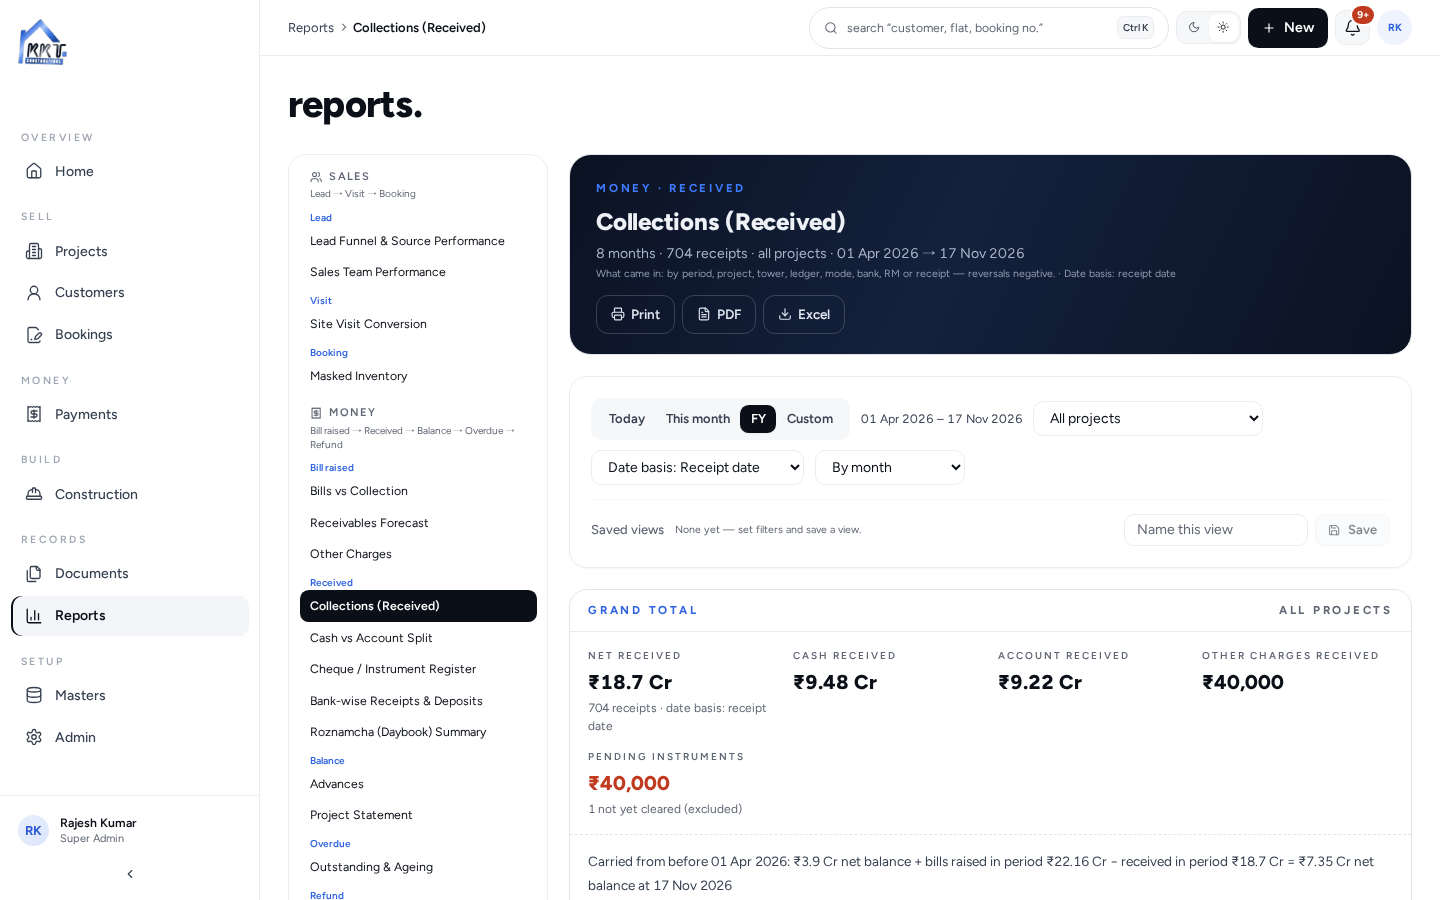 RKT
CONSTRUCTIONS
Reports > Collections (Received)
search “customer, flat, booking no.”
Ctrl K
New
9+
RK
OVERVIEW
Home
SELL
Projects
Customers
Bookings
MONEY
Payments
BUILD
Construction
RECORDS
Documents
Reports
SETUP
Masters
Admin
RK
Rajesh Kumar
Super Admin
reports.
SALES
Lead → Visit → Booking
Lead
Lead Funnel & Source Performance
Sales Team Performance
Visit
Site Visit Conversion
Booking
Masked Inventory
MONEY
Bill raised → Received → Balance → Overdue →
Refund
Bill raised
Bills vs Collection
Receivables Forecast
Other Charges
Received
Collections (Received)
Cash vs Account Split
Cheque / Instrument Register
Bank-wise Receipts & Deposits
Roznamcha (Daybook) Summary
Balance
Advances
Project Statement
Overdue
Outstanding & Ageing
Refund
MONEY · RECEIVED
Collections (Received)
8 months · 704 receipts · all projects · 01 Apr 2026 → 17 Nov 2026
What came in: by period, project, tower, ledger, mode, bank, RM or receipt — reversals negative. · Date basis: receipt date
Print
PDF
Excel
Today
This month
FY
Custom
01 Apr 2026 – 17 Nov 2026
All projects
Date basis: Receipt date
By month
Saved views
None yet — set filters and save a view.
Name this view
Save
GRAND TOTAL
ALL PROJECTS
NET RECEIVED
₹18.7 Cr
704 receipts · date basis: receipt
date
CASH RECEIVED
₹9.48 Cr
ACCOUNT RECEIVED
₹9.22 Cr
OTHER CHARGES RECEIVED
₹40,000
PENDING INSTRUMENTS
₹40,000
1 not yet cleared (excluded)
Carried from before 01 Apr 2026: ₹3.9 Cr net balance + bills raised in period ₹22.16 Cr − received in period ₹18.7 Cr = ₹7.35 Cr net
balance at 17 Nov 2026